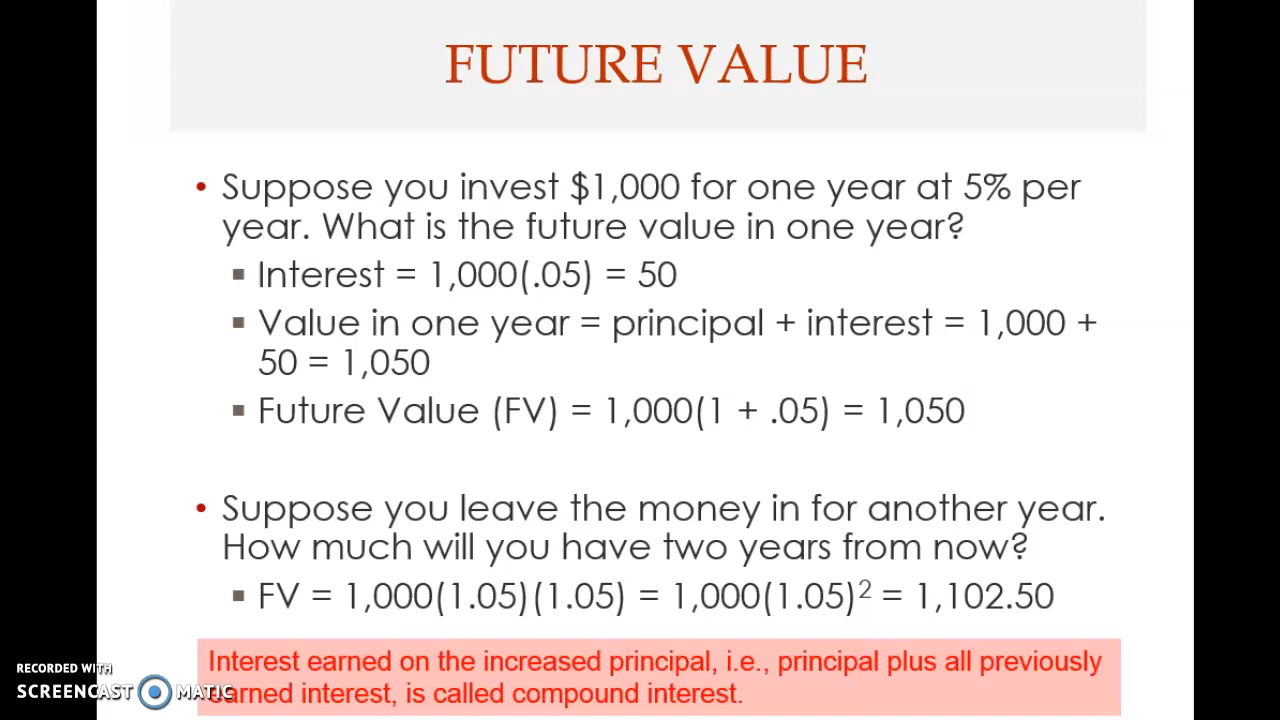 FUTURE VALUE
• Suppose you invest $1,000 for one year at 5% per
year. What is the future value in one year?
▪ Interest = 1,000(.05) = 50
▪ Value in one year = principal + interest = 1,000 +
50 = 1,050
▪ Future Value (FV) = 1,000(1 + .05) = 1,050
• Suppose you leave the money in for another year.
How much will you have two years from now?
▪ FV = 1,000(1.05)(1.05) = 1,000(1.05)² = 1,102.50
Interest earned on the increased principal, i.e., principal plus all previously
earned interest, is called compound interest.
RECORDED WITH
SCREENCAST MATIC